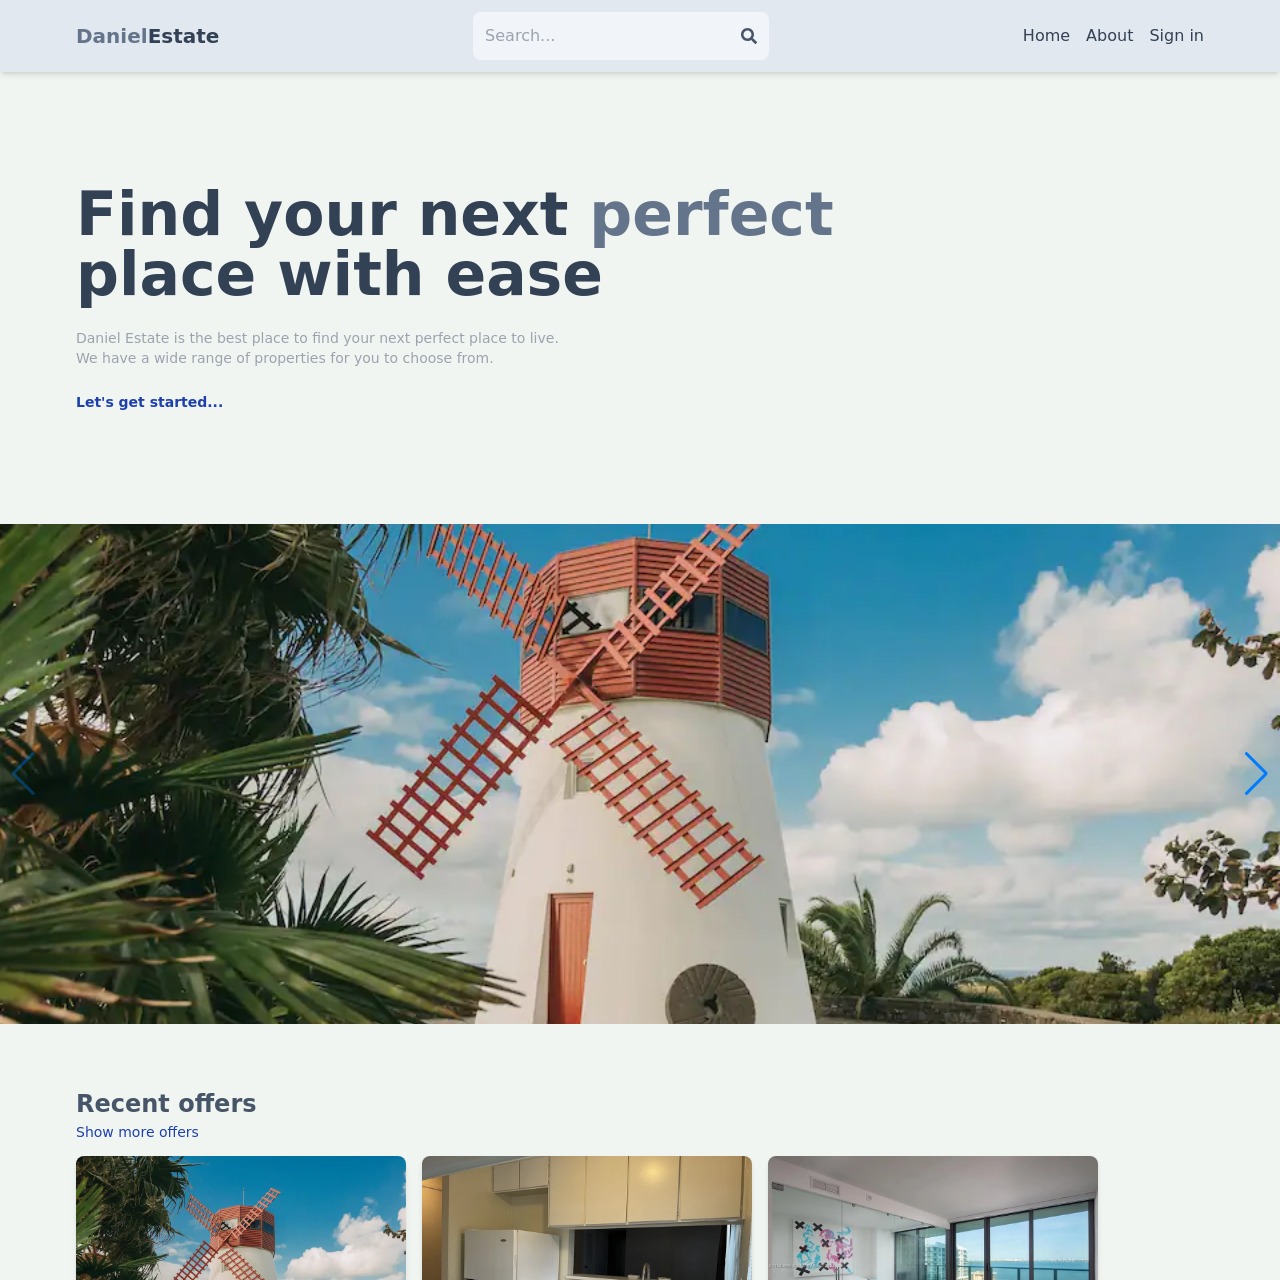 DanielEstate
Search...
Home
About
Sign in
Find your next perfect
place with ease
Daniel Estate is the best place to find your next perfect place to live.
We have a wide range of properties for you to choose from.
Let's get started...
Recent offers
Show more offers